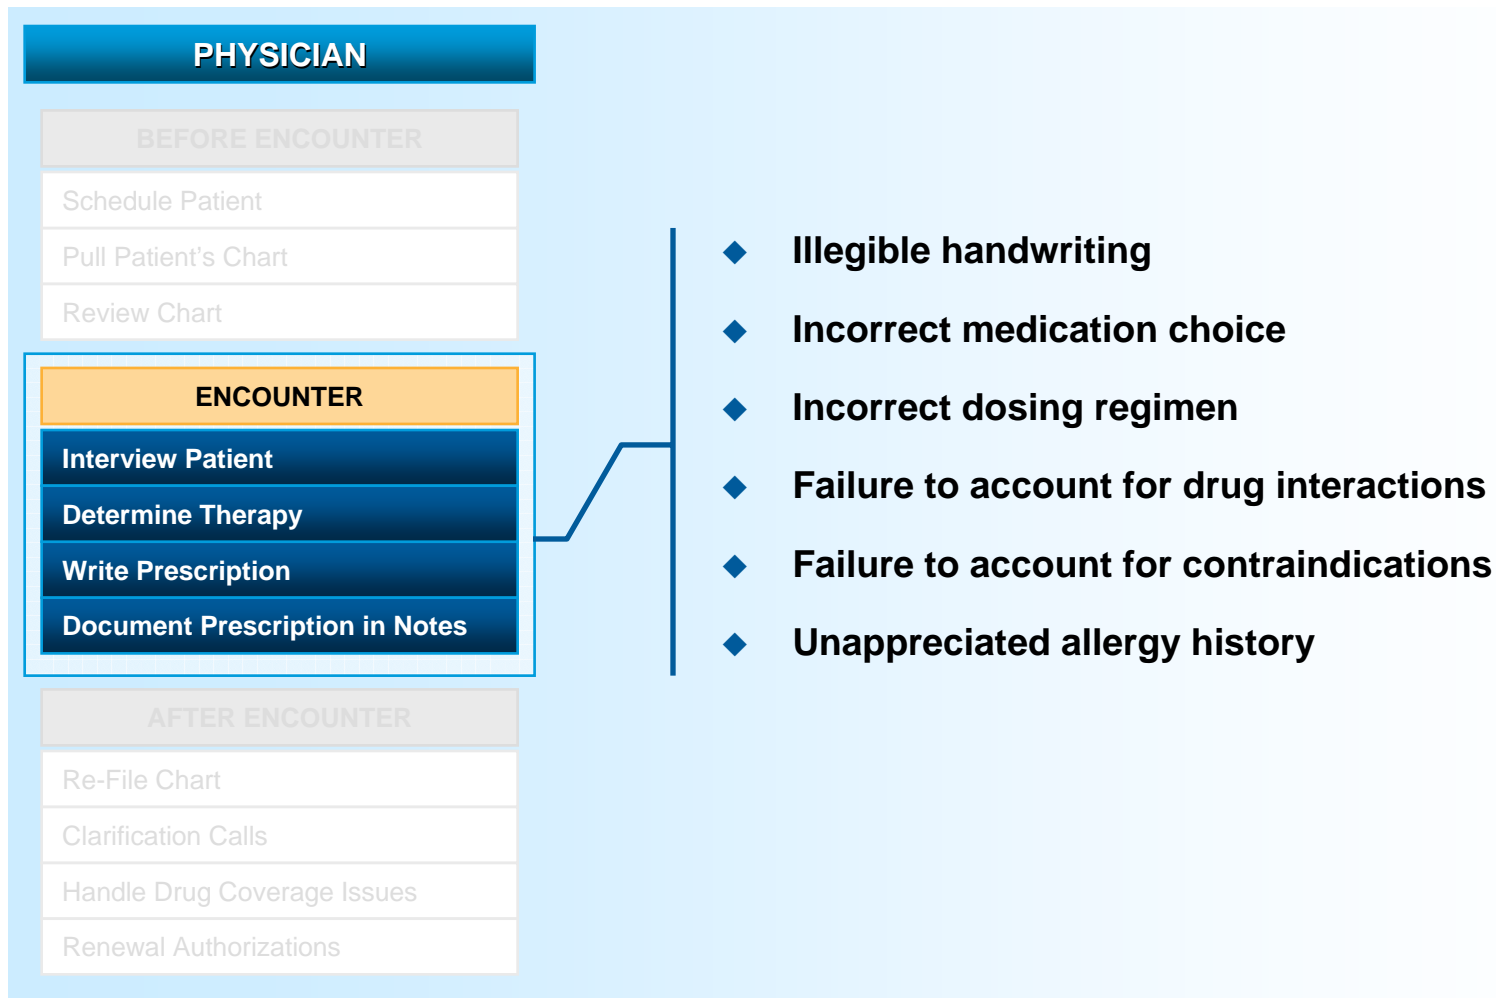 PHYSICIAN
BEFORE ENCOUNTER
Schedule Patient
Pull Patient's Chart
Review Chart
ENCOUNTER
Interview Patient
Determine Therapy
Write Prescription
Document Prescription in Notes
AFTER ENCOUNTER
Re-File Chart
Clarification Calls
Handle Drug Coverage Issues
Renewal Authorizations
Illegible handwriting
Incorrect medication choice
Incorrect dosing regimen
Failure to account for drug interactions
Failure to account for contraindications
Unappreciated allergy history